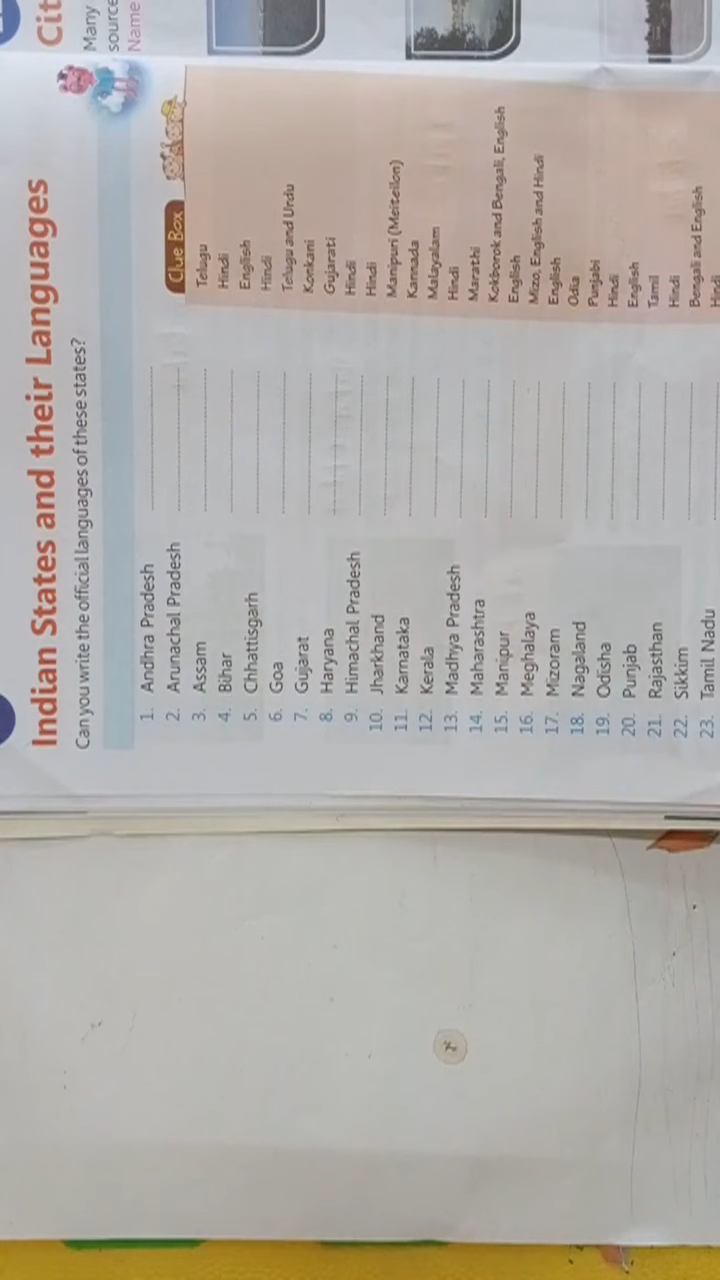 Indian States and their Languages
Can you write the official languages of these states?
1. Andhra Pradesh
2. Arunachal Pradesh
3. Assam
4. Bihar
5. Chhattisgarh
6. Goa
7. Gujarat
8. Haryana
9. Himachal Pradesh
10. Jharkhand
11. Karnataka
12. Kerala
13. Madhya Pradesh
14. Maharashtra
15. Manipur
16. Meghalaya
17. Mizoram
18. Nagaland
19. Odisha
20. Punjab
21. Rajasthan
22. Sikkim
23. Tamil Nadu
Clue Box
Telugu
Hindi
English
Hindi
Telugu and Urdu
Konkani
Gujarati
Hindi
Hindi
Manipuri (Meiteilon)
Kannada
Malayalam
Hindi
Marathi
Kokborok and Bengali, English
English
Mizo, English and Hindi
English
Odia
Punjabi
Hindi
English
Tamil
Hindi
Bengali and English
Hindi
Cit
Many
source
Name